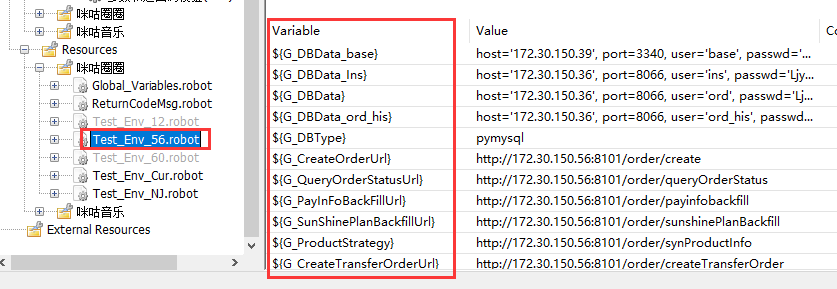 咪咕圈圈
咪咕音乐
Resources
咪咕圈圈
Global_Variables.robot
ReturnCodeMsg.robot
Test_Env_12.robot
Test_Env_56.robot
Test_Env_60.robot
Test_Env_Cur.robot
Test_Env_NJ.robot
咪咕音乐
External Resources
Variable Value Co
${G_DBData_base} host='172.30.150.39', port=3340, user='base', passwd='...
${G_DBData_Ins} host='172.30.150.36', port=8066, user='ins', passwd='Ljy...
${G_DBData} host='172.30.150.36', port=8066, user='ord', passwd='Lj...
${G_DBData_ord_his} host='172.30.150.36', port=8066, user='ord_his', passwd...
${G_DBType} pymysql
${G_CreateOrderUrl} http://172.30.150.56:8101/order/create
${G_QueryOrderStatusUrl} http://172.30.150.56:8101/order/queryOrderStatus
${G_PayInFoBackFillUrl} http://172.30.150.56:8101/order/payinfobackfill
${G_SunShinePlanBackfillUrl} http://172.30.150.56:8101/order/sunshinePlanBackfill
${G_ProductStrategy} http://172.30.150.56:8101/order/synProductInfo
${G_CreateTransferOrderUrl} http://172.30.150.56:8101/order/createTransferOrder